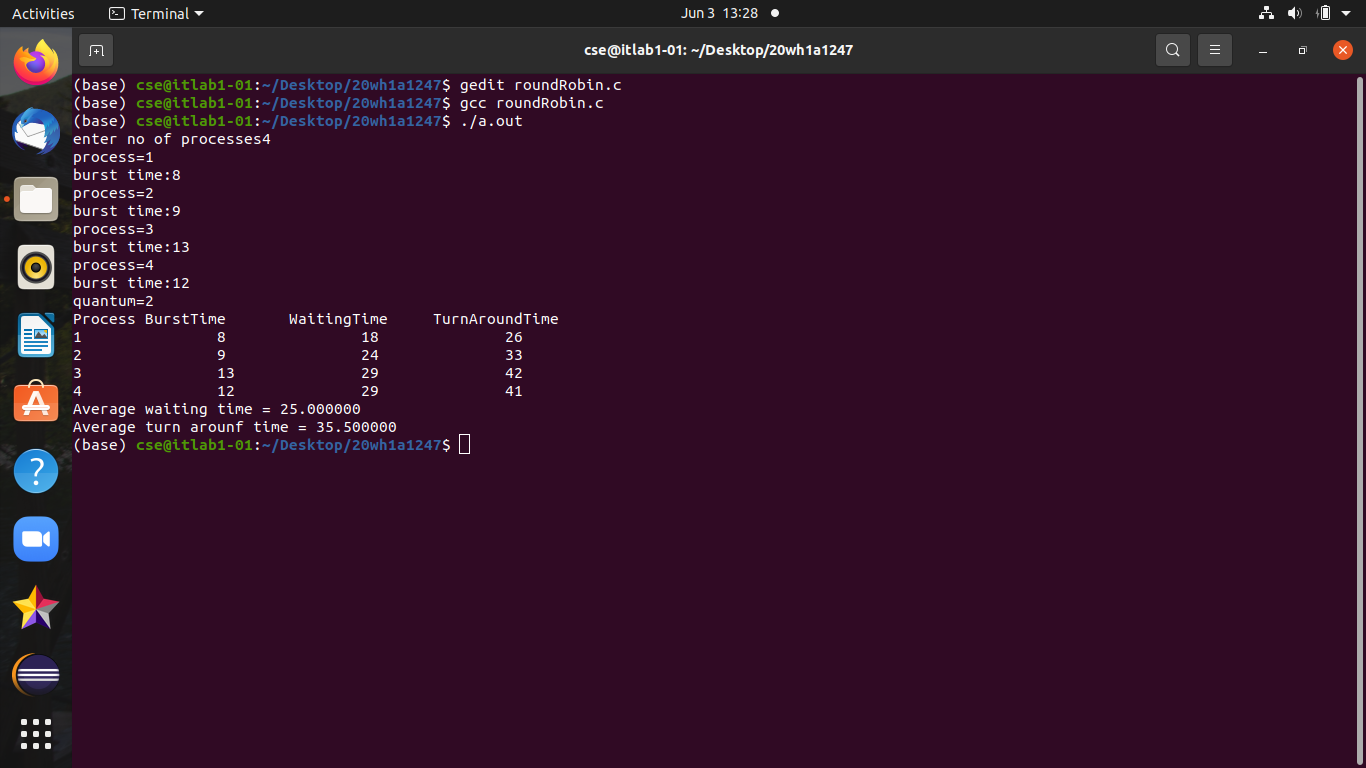 Activities Terminal Jun 3 13:28
cse@itlab1-01: ~/Desktop/20wh1a1247
(base) cse@itlab1-01:~/Desktop/20wh1a1247$ gedit roundRobin.c
(base) cse@itlab1-01:~/Desktop/20wh1a1247$ gcc roundRobin.c
(base) cse@itlab1-01:~/Desktop/20wh1a1247$ ./a.out
enter no of processes4
process=1
burst time:8
process=2
burst time:9
process=3
burst time:13
process=4
burst time:12
quantum=2
Process BurstTime WaitingTime TurnAroundTime
1 8 18 26
2 9 24 33
3 13 29 42
4 12 29 41
Average waiting time = 25.000000
Average turn arounf time = 35.500000
(base) cse@itlab1-01:~/Desktop/20wh1a1247$